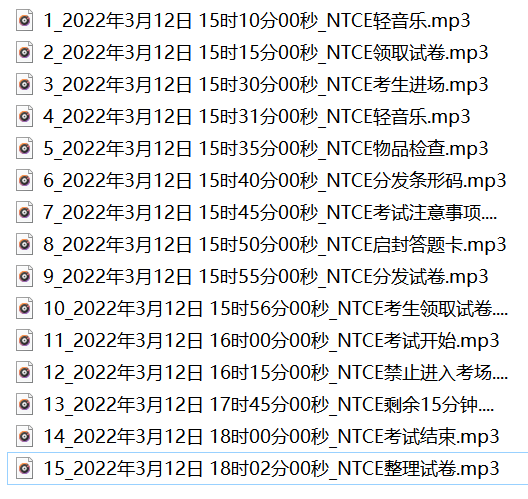 1_2022年3月12日 15时10分00秒_NTCE轻音乐.mp3
2_2022年3月12日 15时15分00秒_NTCE领取试卷.mp3
3_2022年3月12日 15时30分00秒_NTCE考生进场.mp3
4_2022年3月12日 15时31分00秒_NTCE轻音乐.mp3
5_2022年3月12日 15时35分00秒_NTCE物品检查.mp3
6_2022年3月12日 15时40分00秒_NTCE分发条形码.mp3
7_2022年3月12日 15时45分00秒_NTCE考试注意事项....
8_2022年3月12日 15时50分00秒_NTCE启封答题卡.mp3
9_2022年3月12日 15时55分00秒_NTCE分发试卷.mp3
10_2022年3月12日 15时56分00秒_NTCE考生领取试卷....
11_2022年3月12日 16时00分00秒_NTCE考试开始.mp3
12_2022年3月12日 16时15分00秒_NTCE禁止进入考场....
13_2022年3月12日 17时45分00秒_NTCE剩余15分钟....
14_2022年3月12日 18时00分00秒_NTCE考试结束.mp3
15_2022年3月12日 18时02分00秒_NTCE整理试卷.mp3